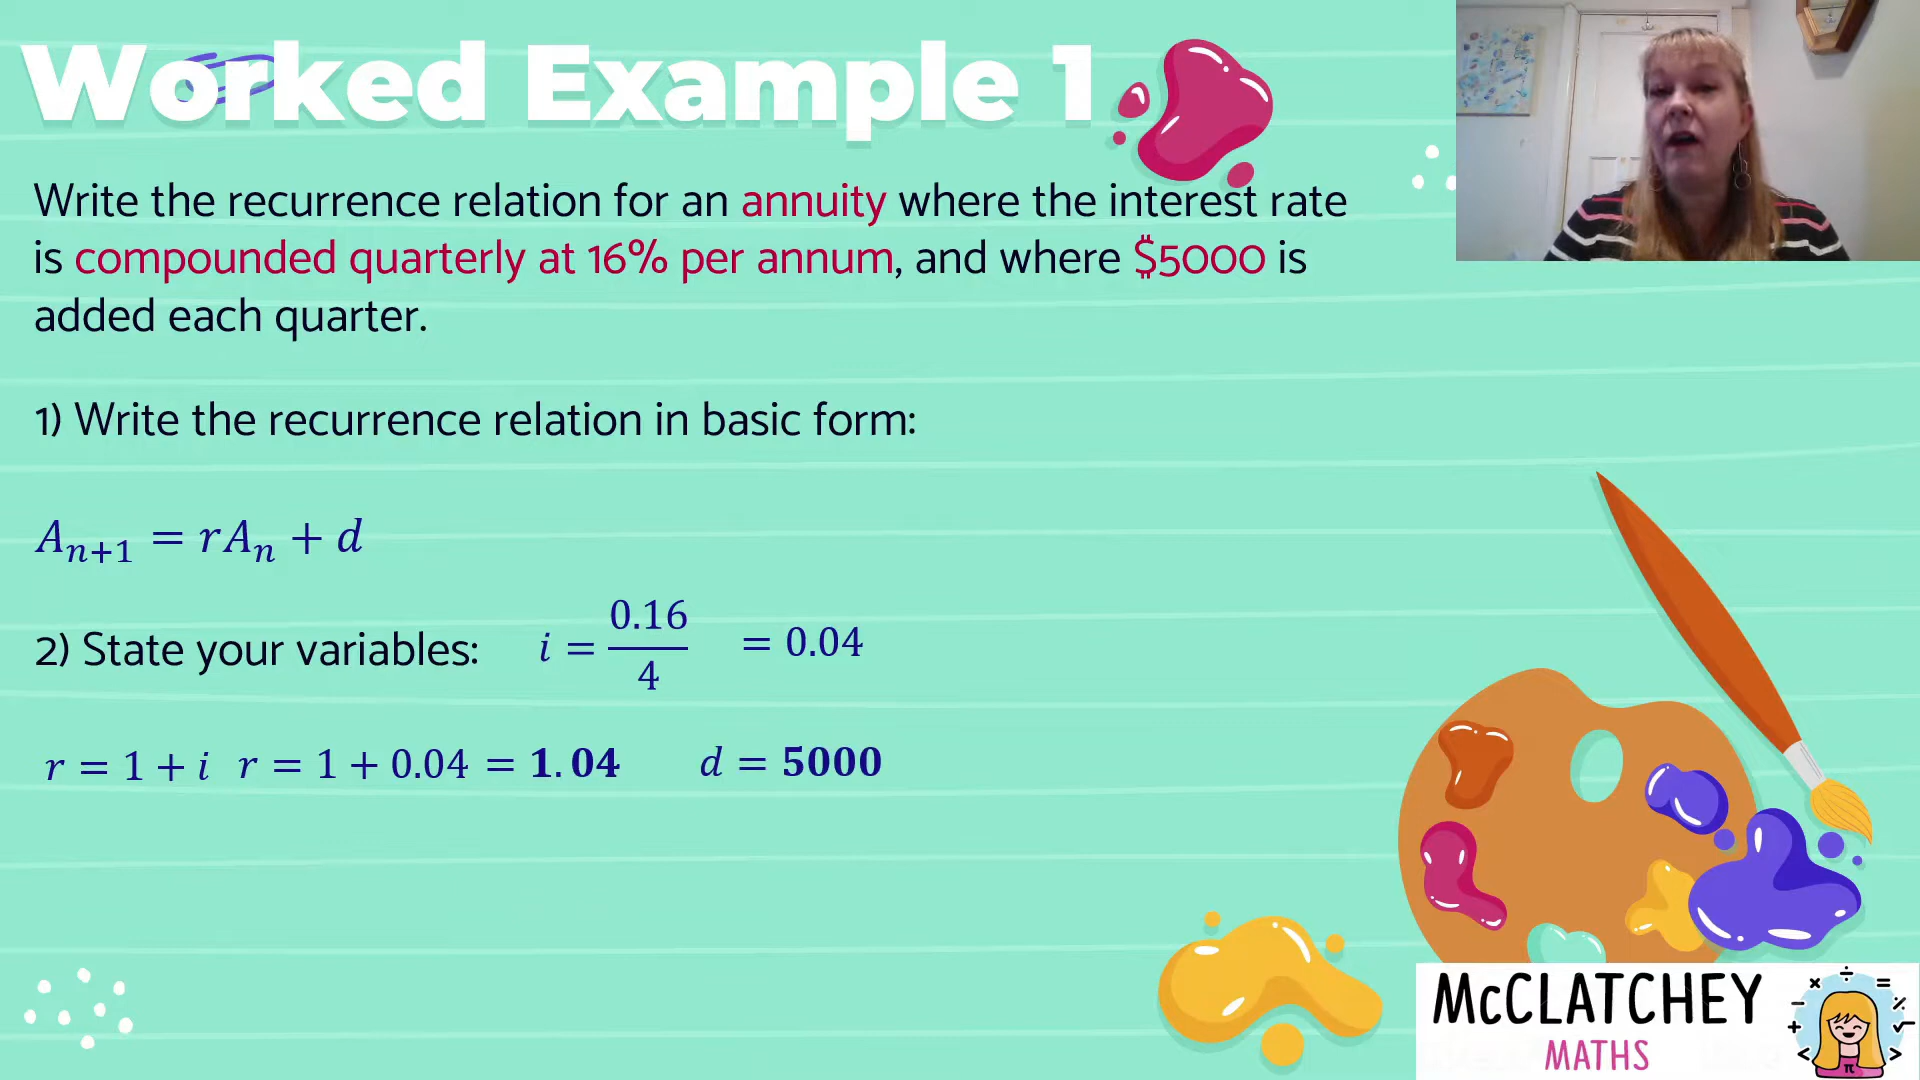 Worked Example 1
Write the recurrence relation for an annuity where the interest rate
is compounded quarterly at 16% per annum, and where $5000 is
added each quarter.
1) Write the recurrence relation in basic form:
Aₙ₊₁ = rAₙ + d
2) State your variables: i = 0.16/4 = 0.04
r = 1 + i r = 1 + 0.04 = 1.04 d = 5000
McCLATCHEY
MATHS
π